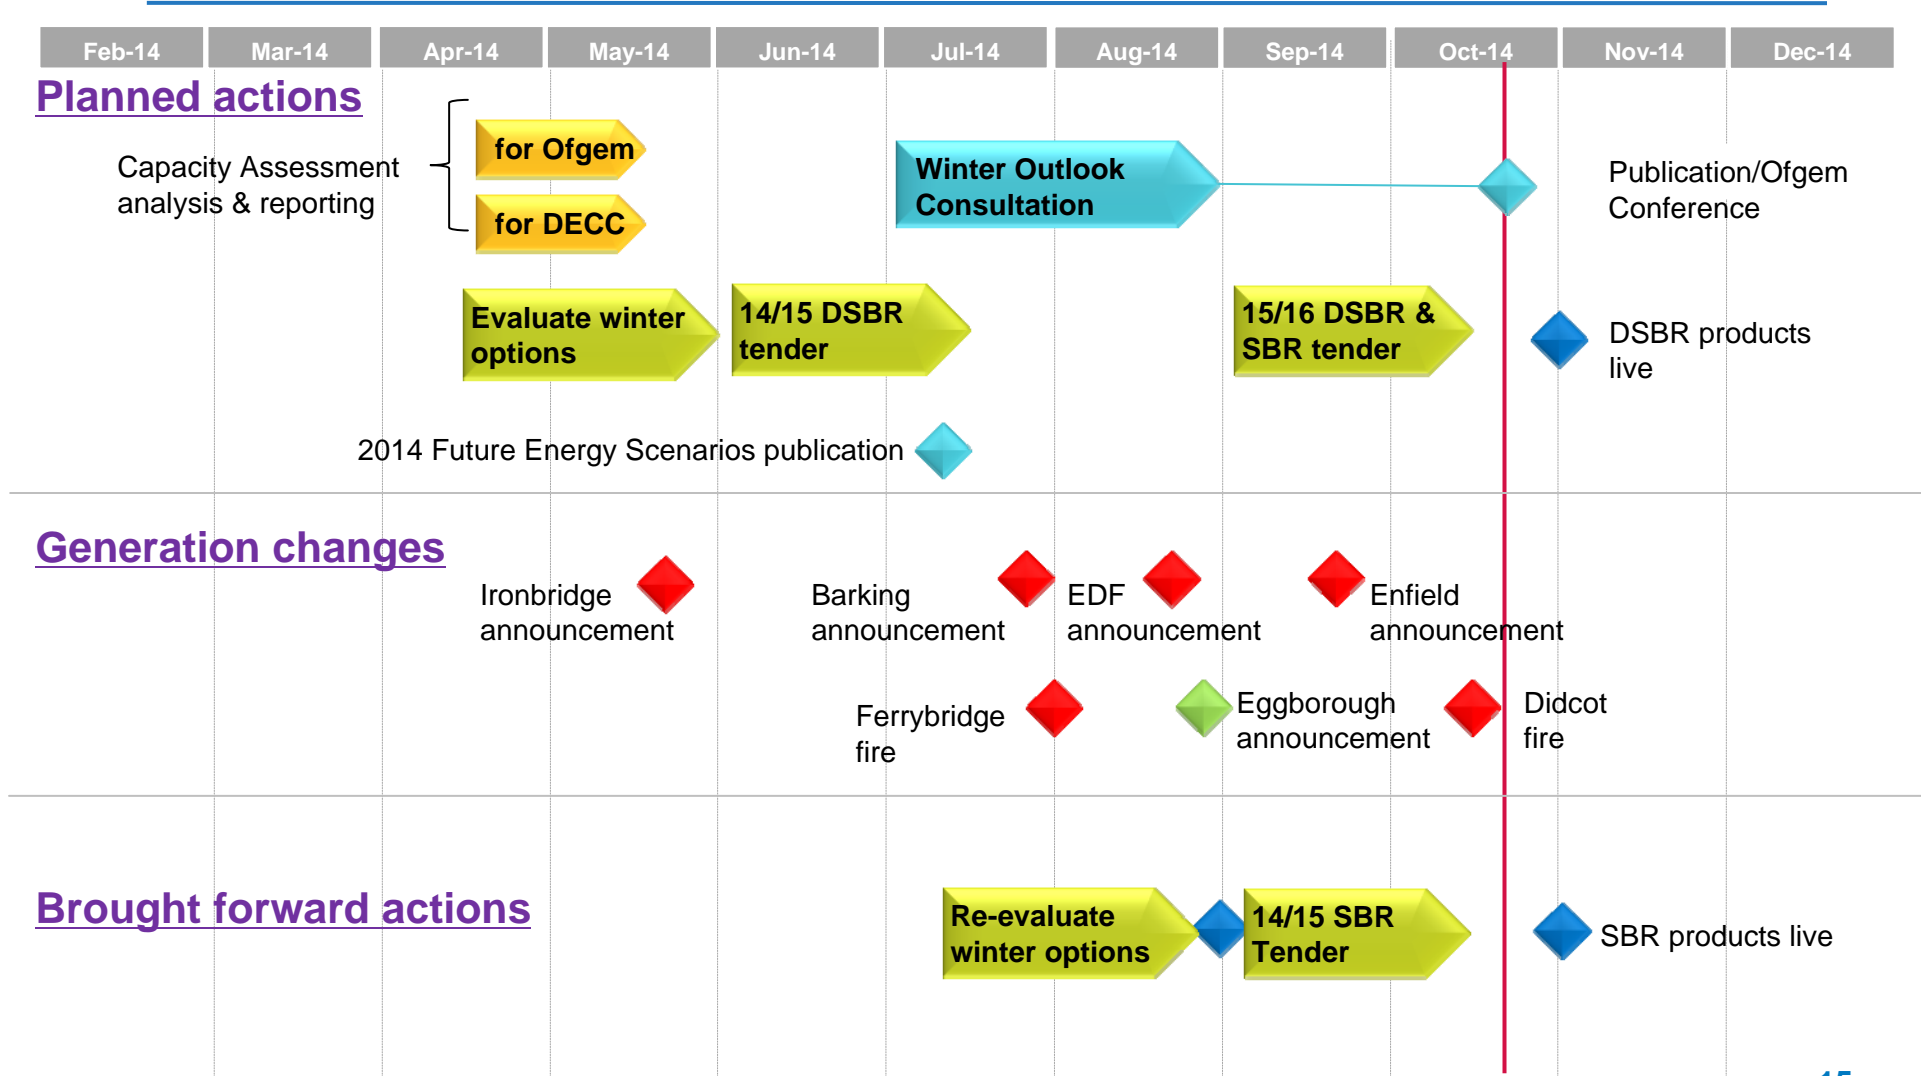 Feb-14 Mar-14 Apr-14 May-14 Jun-14 Jul-14 Aug-14 Sep-14 Oct-14 Nov-14 Dec-14
Planned actions
Capacity Assessment
analysis & reporting
for Ofgem
for DECC
Winter Outlook
Consultation
Publication/Ofgem
Conference
Evaluate winter
options
14/15 DSBR
tender
15/16 DSBR &
SBR tender
DSBR products
live
2014 Future Energy Scenarios publication
Generation changes
Ironbridge
announcement
Barking
announcement
EDF
announcement
Enfield
announcement
Ferrybridge
fire
Eggborough
announcement
Didcot
fire
Brought forward actions
Re-evaluate
winter options
14/15 SBR
Tender
SBR products live